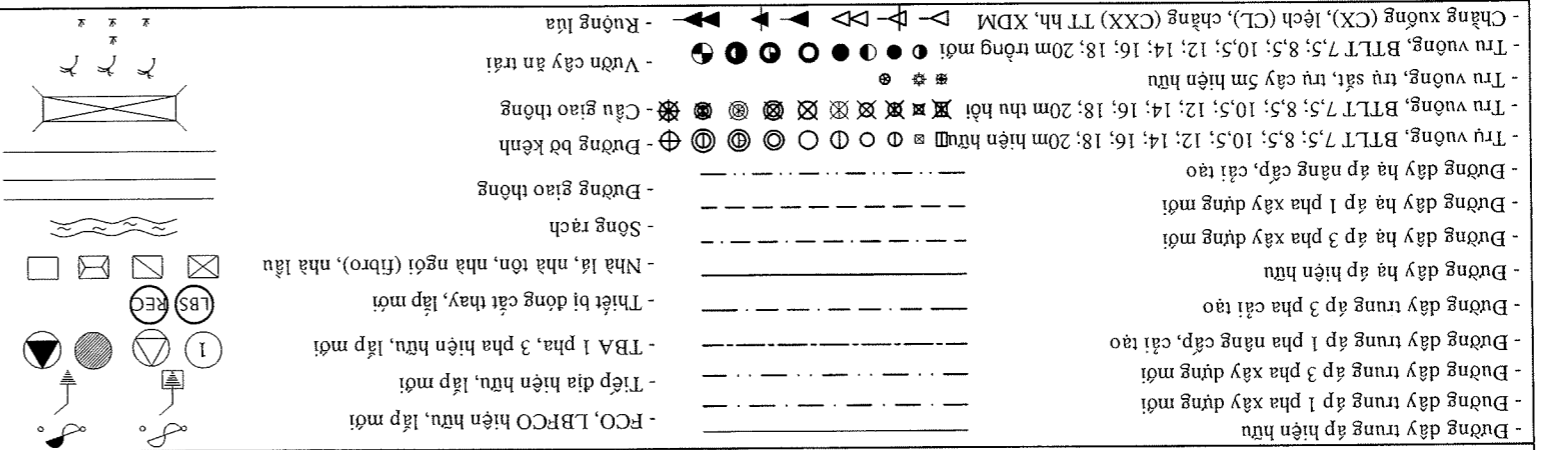 - Đường dây trung áp hiện hữu
- Đường dây trung áp 1 pha xây dựng mới
- Đường dây trung áp 3 pha xây dựng mới
- Đường dây trung áp 1 pha nâng cấp, cải tạo
- Đường dây trung áp 3 pha cải tạo
- Đường dây hạ áp hiện hữu
- Đường dây hạ áp 3 pha xây dựng mới
- Đường dây hạ áp 1 pha xây dựng mới
- Đường dây hạ áp nâng cấp, cải tạo
- Trụ vuông, BTLT 7,5; 8,5; 10,5; 12; 14; 16; 18; 20m hiện hữu
- Tru vuông, BTLT 7,5; 8,5; 10,5; 12; 14; 16; 18; 20m thu hồi
- Tru vuông, trụ sắt, trụ cây 5m hiện hữu
- Tru vuông, BTLT 7,5; 8,5; 10,5; 12; 14; 16; 18; 20m trồng mới
- Chằng xuống (CX), lệch (CL), chằng (CXX) TT hh, XDM
- FCO, LBFCO hiện hữu, lắp mới
- Tiếp địa hiện hữu, lắp mới
- TBA 1 pha, 3 pha hiện hữu, lắp mới
1
- Thiết bị đóng cắt thay, lắp mới
LBS REC
- Nhà lá, nhà tôn, nhà ngói (fibro), nhà lầu
- Sông rạch
- Đường giao thông
- Đường bờ kênh
- Cầu giao thông
- Vườn cây ăn trái
- Ruộng lúa